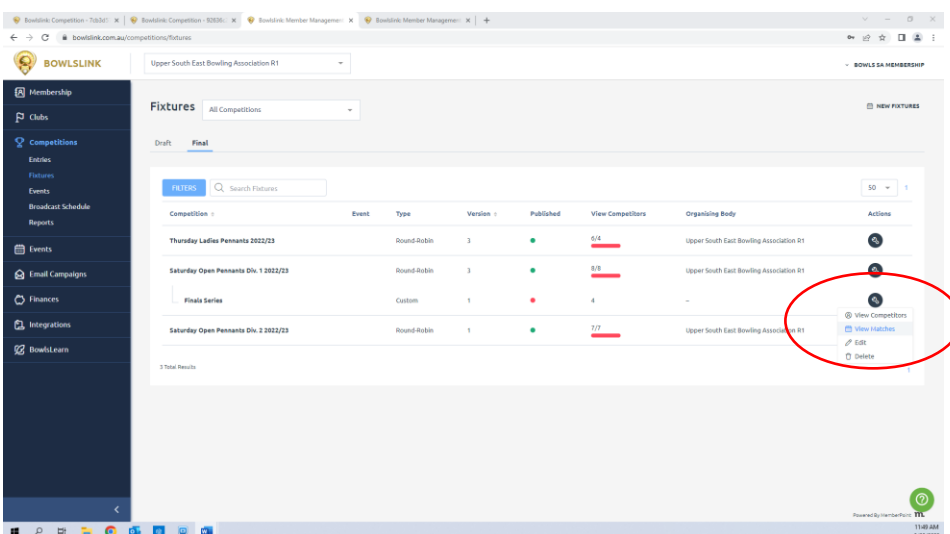 Bowlslink Competition
Bowlslink Competition
Bowlslink Member Management
Bowlslink Member Managemen
bowlslink.com.au/competitions/fixtures
BOWLSLINK
Upper South East Bowling Association R1
BOWLS SA MEMBERSHIP
Membership
Clubs
Competitions
Entries
Fixtures
Events
Broadcast Schedule
Reports
Events
Email Campaigns
Finances
Integrations
BowlsLearn
Fixtures
All Competitions
NEW FIXTURES
Draft Final
FILTERS Search Fixtures 50 1
Competition Event Type Version Published View Competitors Organising Body Actions
Thursday Ladies Pennants 2022/23 Round-Robin 3 6/4 Upper South East Bowling Association R1
Saturday Open Pennants Div. 1 2022/23 Round-Robin 3 8/8 Upper South East Bowling Association R1
Finals Series Custom 1 4 -
View Competitors
Saturday Open Pennants Div. 2 2022/23 Round-Robin 1 7/7 Upper South East Bowling Association R1
View Matches
Edit
Delete
3 Total Results
Powered By MemberPoint
11:48 AM